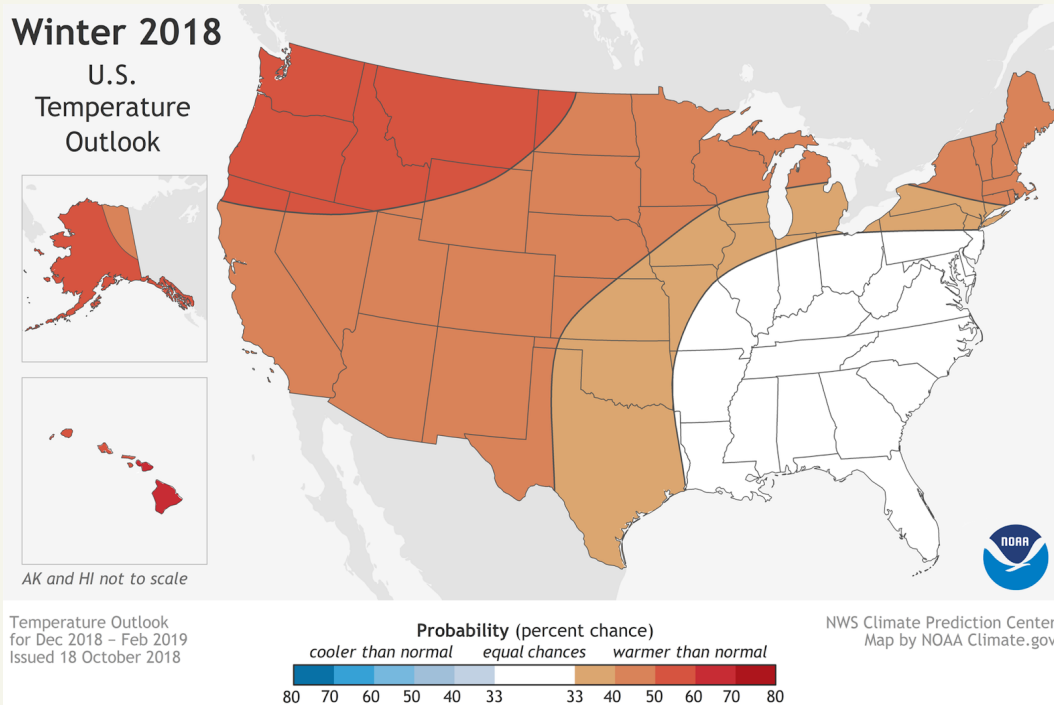 Winter 2018
U.S.
Temperature
Outlook
AK and HI not to scale
NOAA
Temperature Outlook
for Dec 2018 – Feb 2019
Issued 18 October 2018
NWS Climate Prediction Center
Map by NOAA Climate.gov
Probability (percent chance)
cooler than normal equal chances warmer than normal
80 70 60 50 40 33 33 40 50 60 70 80